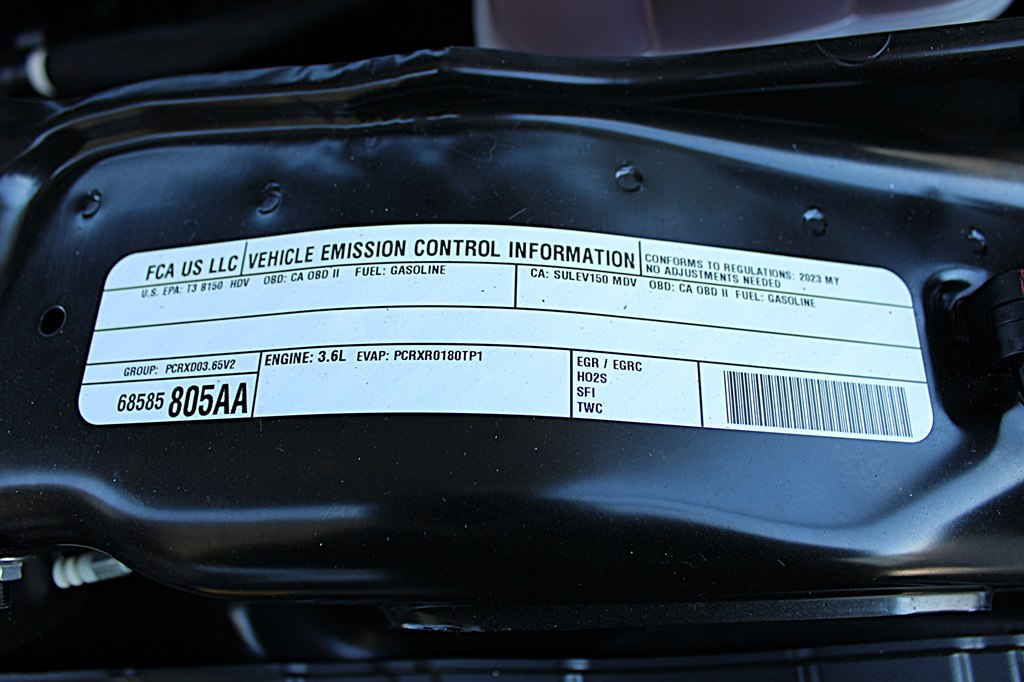 FCA US LLC
VEHICLE EMISSION CONTROL INFORMATION
CONFORMS TO REGULATIONS: 2023 MY
NO ADJUSTMENTS NEEDED
U.S. EPA: T3 B150 HDV OBD: CA OBD II FUEL: GASOLINE
CA: SULEV150 MDV OBD: CA OBD II FUEL: GASOLINE
GROUP: PCRXD03.65V2
68585 805AA
ENGINE: 3.6L EVAP: PCRXR0180TP1
EGR / EGRC
HO2S
SFI
TWC